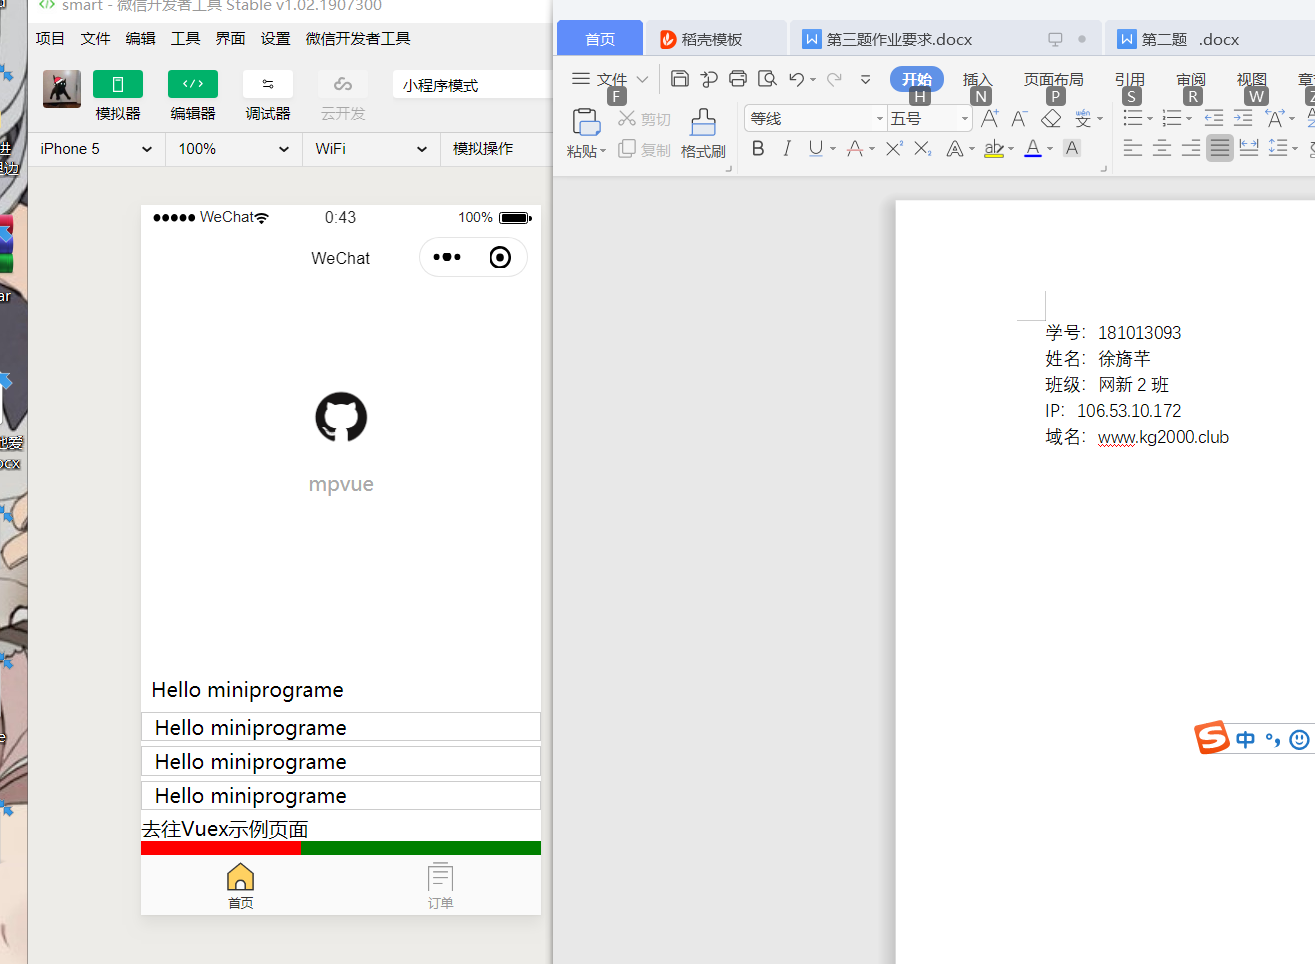 smart - 微信开发者工具 Stable v1.02.1907300
项目 文件 编辑 工具 界面 设置 微信开发者工具
模拟器 编辑器 调试器 云开发
小程序模式
iPhone 5 100% WiFi 模拟操作
WeChat 0:43 100%
WeChat
mpvue
Hello miniprograme
Hello miniprograme
Hello miniprograme
Hello miniprograme
去往Vuex示例页面
首页 订单
首页 稻壳模板 W 第三题作业要求.docx W 第二题 .docx
文件 开始 插入 页面布局 引用 审阅 视图
F H N P S R W
粘贴 剪切 复制 格式刷
等线 五号
B I U A X² X₂ A ab A A
学号：181013093
姓名：徐旖芊
班级：网新 2 班
IP：106.53.10.172
域名：www.kg2000.club
S 中